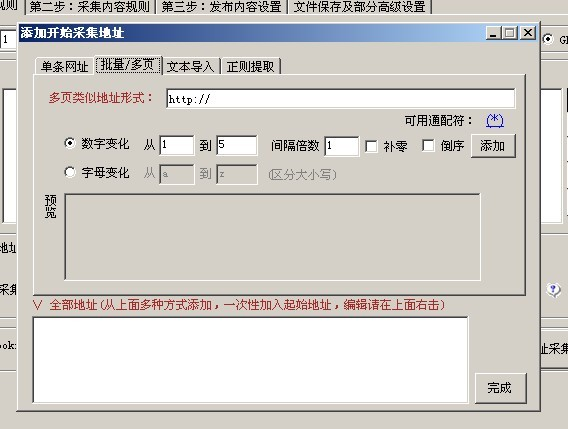 规则 第二步：采集内容规则 第三步：发布内容设置 文件保存及部分高级设置
添加开始采集地址
1
单条网址 批量/多页 文本导入 正则提取
多页类似地址形式： http://
可用通配符： (*)
数字变化 从 1 到 5 间隔倍数 1 补零 倒序 添加
字母变化 从 a 到 z (区分大小写)
预览
地址
采集
\/ 全部地址(从上面多种方式添加，一次性加入起始地址，编辑请在上面右击)
址采集
完成